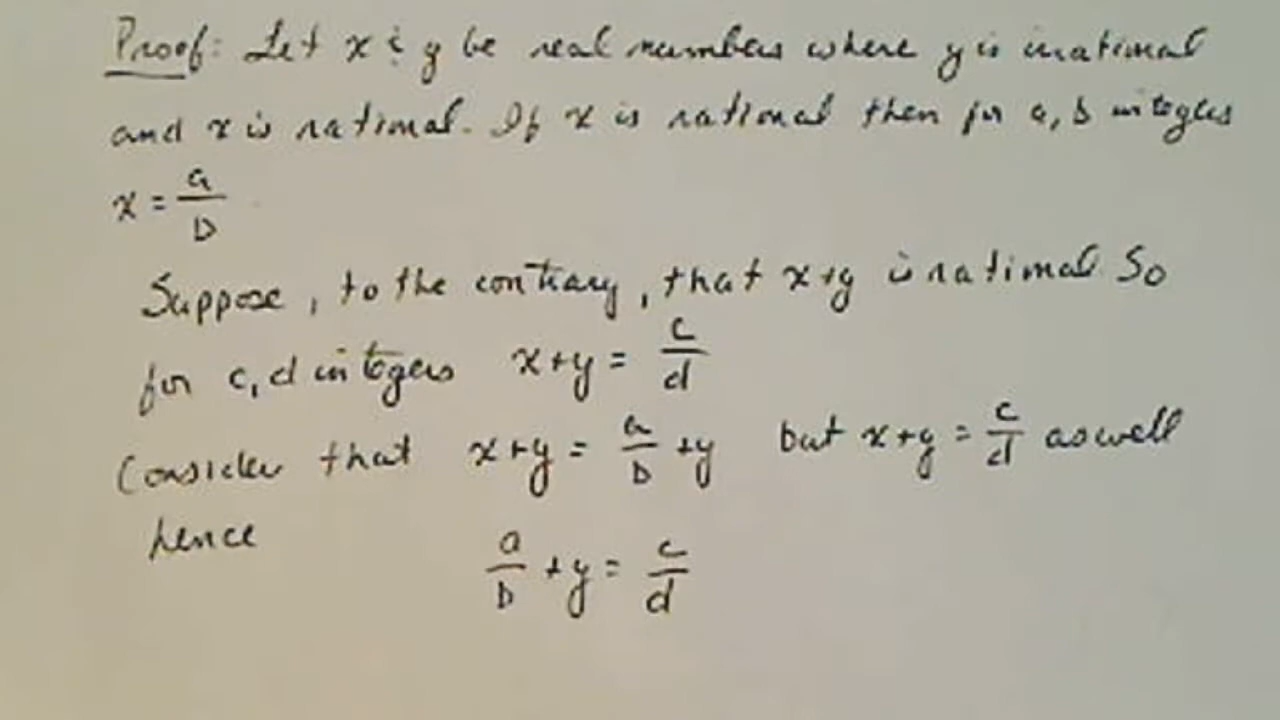 Proof: Let x & y be real numbers where y is irrational
and x is rational. If x is rational then for a, b integers
x = a/b
Suppose, to the contrary, that x+y is rational So
for c, d integers x+y = c/d
Consider that x+y = a/b + y but x+y = c/d as well
hence
a/b + y = c/d